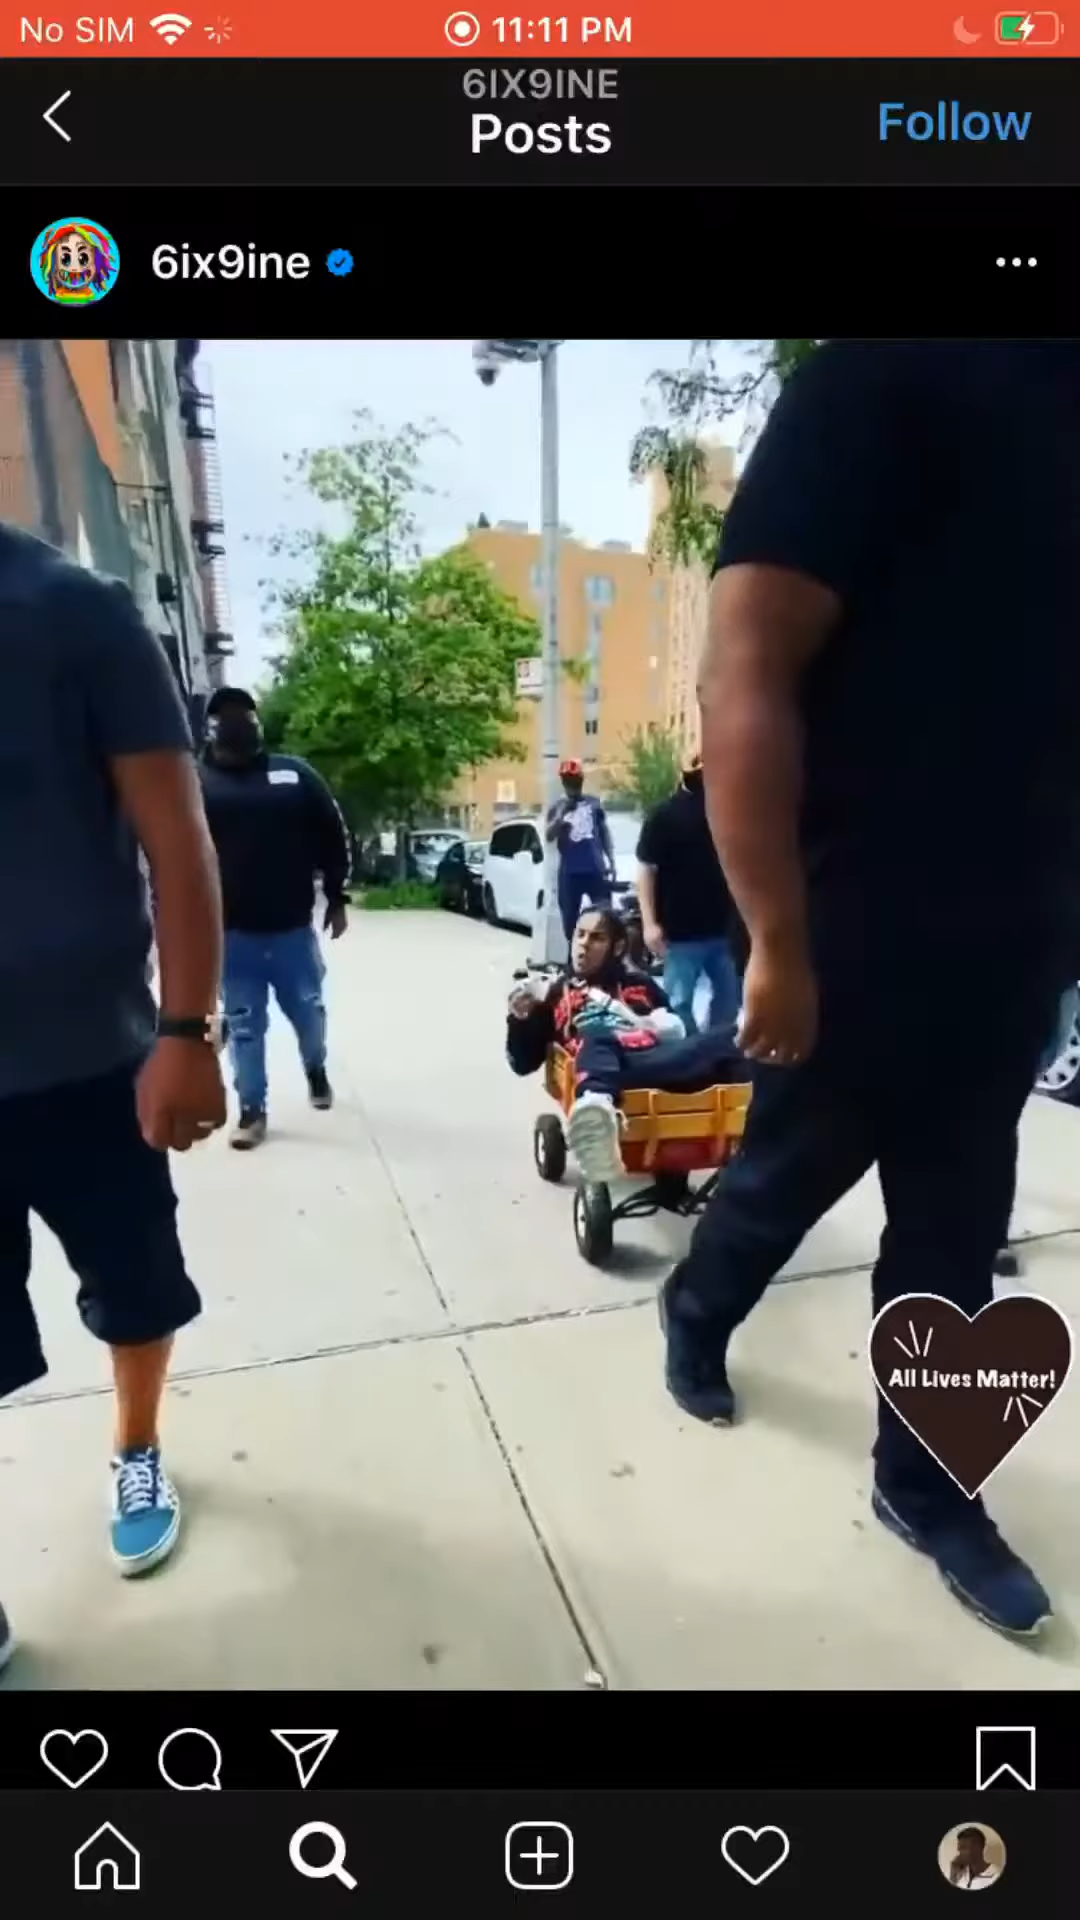 No SIM 11:11 PM
6IX9INE
Posts
Follow
6ix9ine
All Lives Matter!